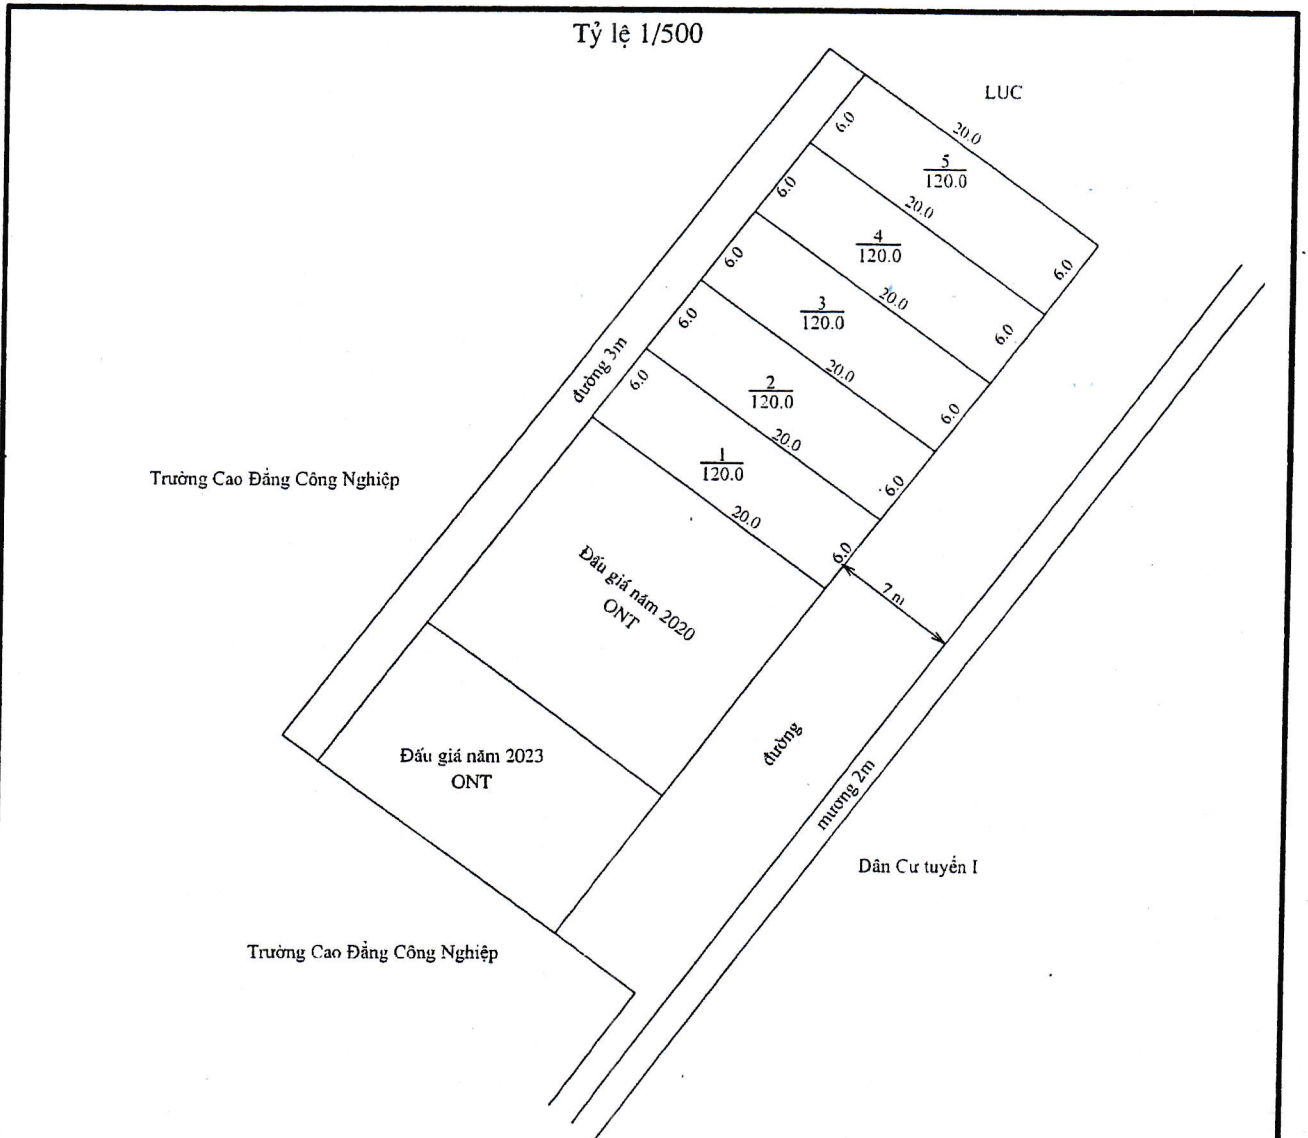 Tỷ lệ 1/500
LUC
6.0
20.0
5
120.0
6.0
20.0
4
120.0
6.0
6.0
20.0
3
120.0
6.0
6.0
20.0
2
120.0
6.0
đường 3m
6.0
20.0
1
120.0
6.0
20.0
6.0
7 m
Trường Cao Đẳng Công Nghiệp
Đấu giá năm 2020
ONT
Đấu giá năm 2023
ONT
đường
mương 2m
Dân Cư tuyến I
Trường Cao Đẳng Công Nghiệp